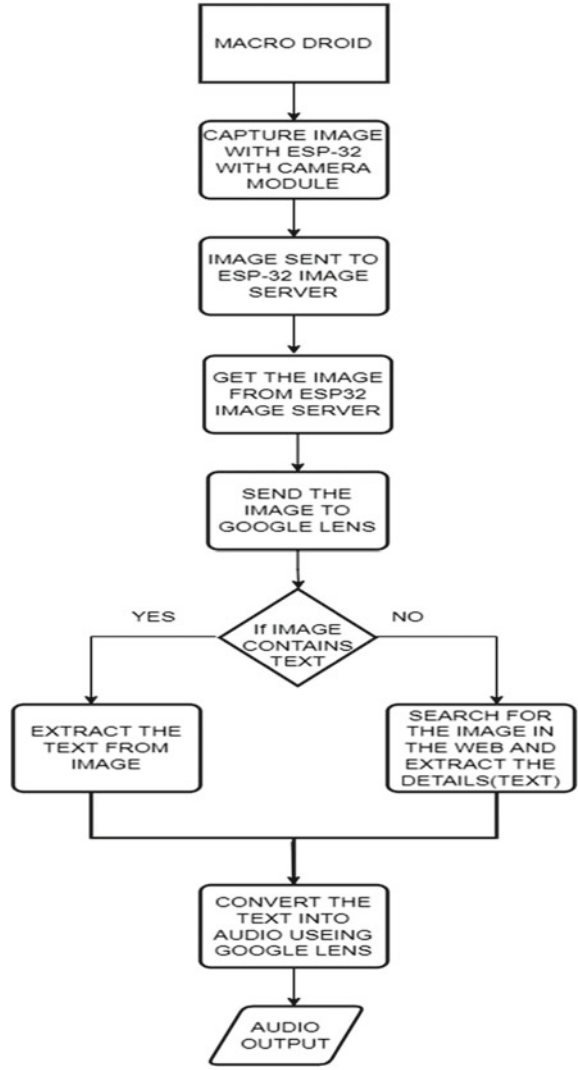 MACRO DROID
CAPTURE IMAGE
WITH ESP-32
WITH CAMERA
MODULE
IMAGE SENT TO
ESP-32 IMAGE
SERVER
GET THE IMAGE
FROM ESP32
IMAGE SERVER
SEND THE
IMAGE TO
GOOGLE LENS
YES
NO
If IMAGE
CONTAINS
TEXT
EXTRACT THE
TEXT FROM
IMAGE
SEARCH FOR
THE IMAGE IN
THE WEB AND
EXTRACT THE
DETAILS(TEXT)
CONVERT THE
TEXT INTO
AUDIO USEING
GOOGLE LENS
AUDIO
OUTPUT